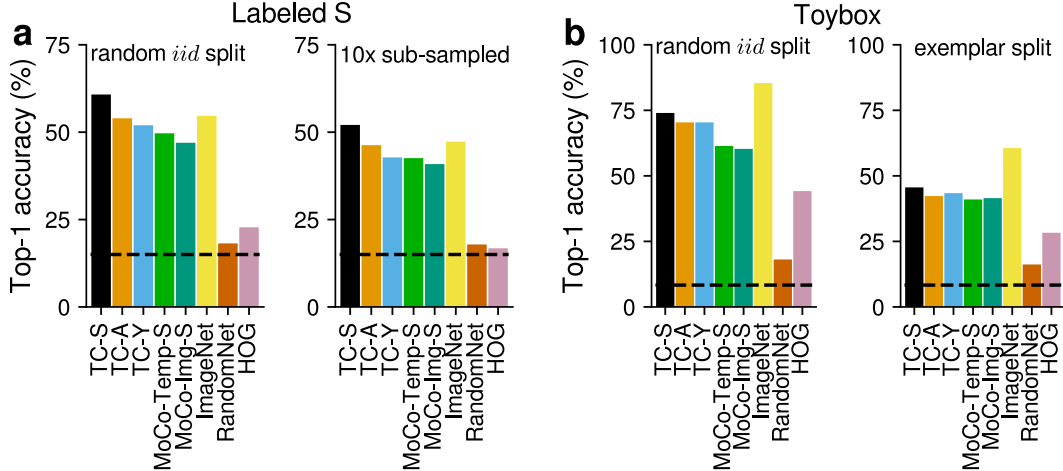 Labeled S
Toybox
a
random iid split
10x sub-sampled
Top-1 accuracy (%)
75
50
25
0
TC-S
TC-A
TC-Y
MoCo-Temp-S
MoCo-Img-S
ImageNet
RandomNet
HOG
75
50
25
0
TC-S
TC-A
TC-Y
MoCo-Temp-S
MoCo-Img-S
ImageNet
RandomNet
HOG
b
random iid split
exemplar split
Top-1 accuracy (%)
100
75
50
25
0
TC-S
TC-A
TC-Y
MoCo-Temp-S
MoCo-Img-S
ImageNet
RandomNet
HOG
100
75
50
25
0
TC-S
TC-A
TC-Y
MoCo-Temp-S
MoCo-Img-S
ImageNet
RandomNet
HOG